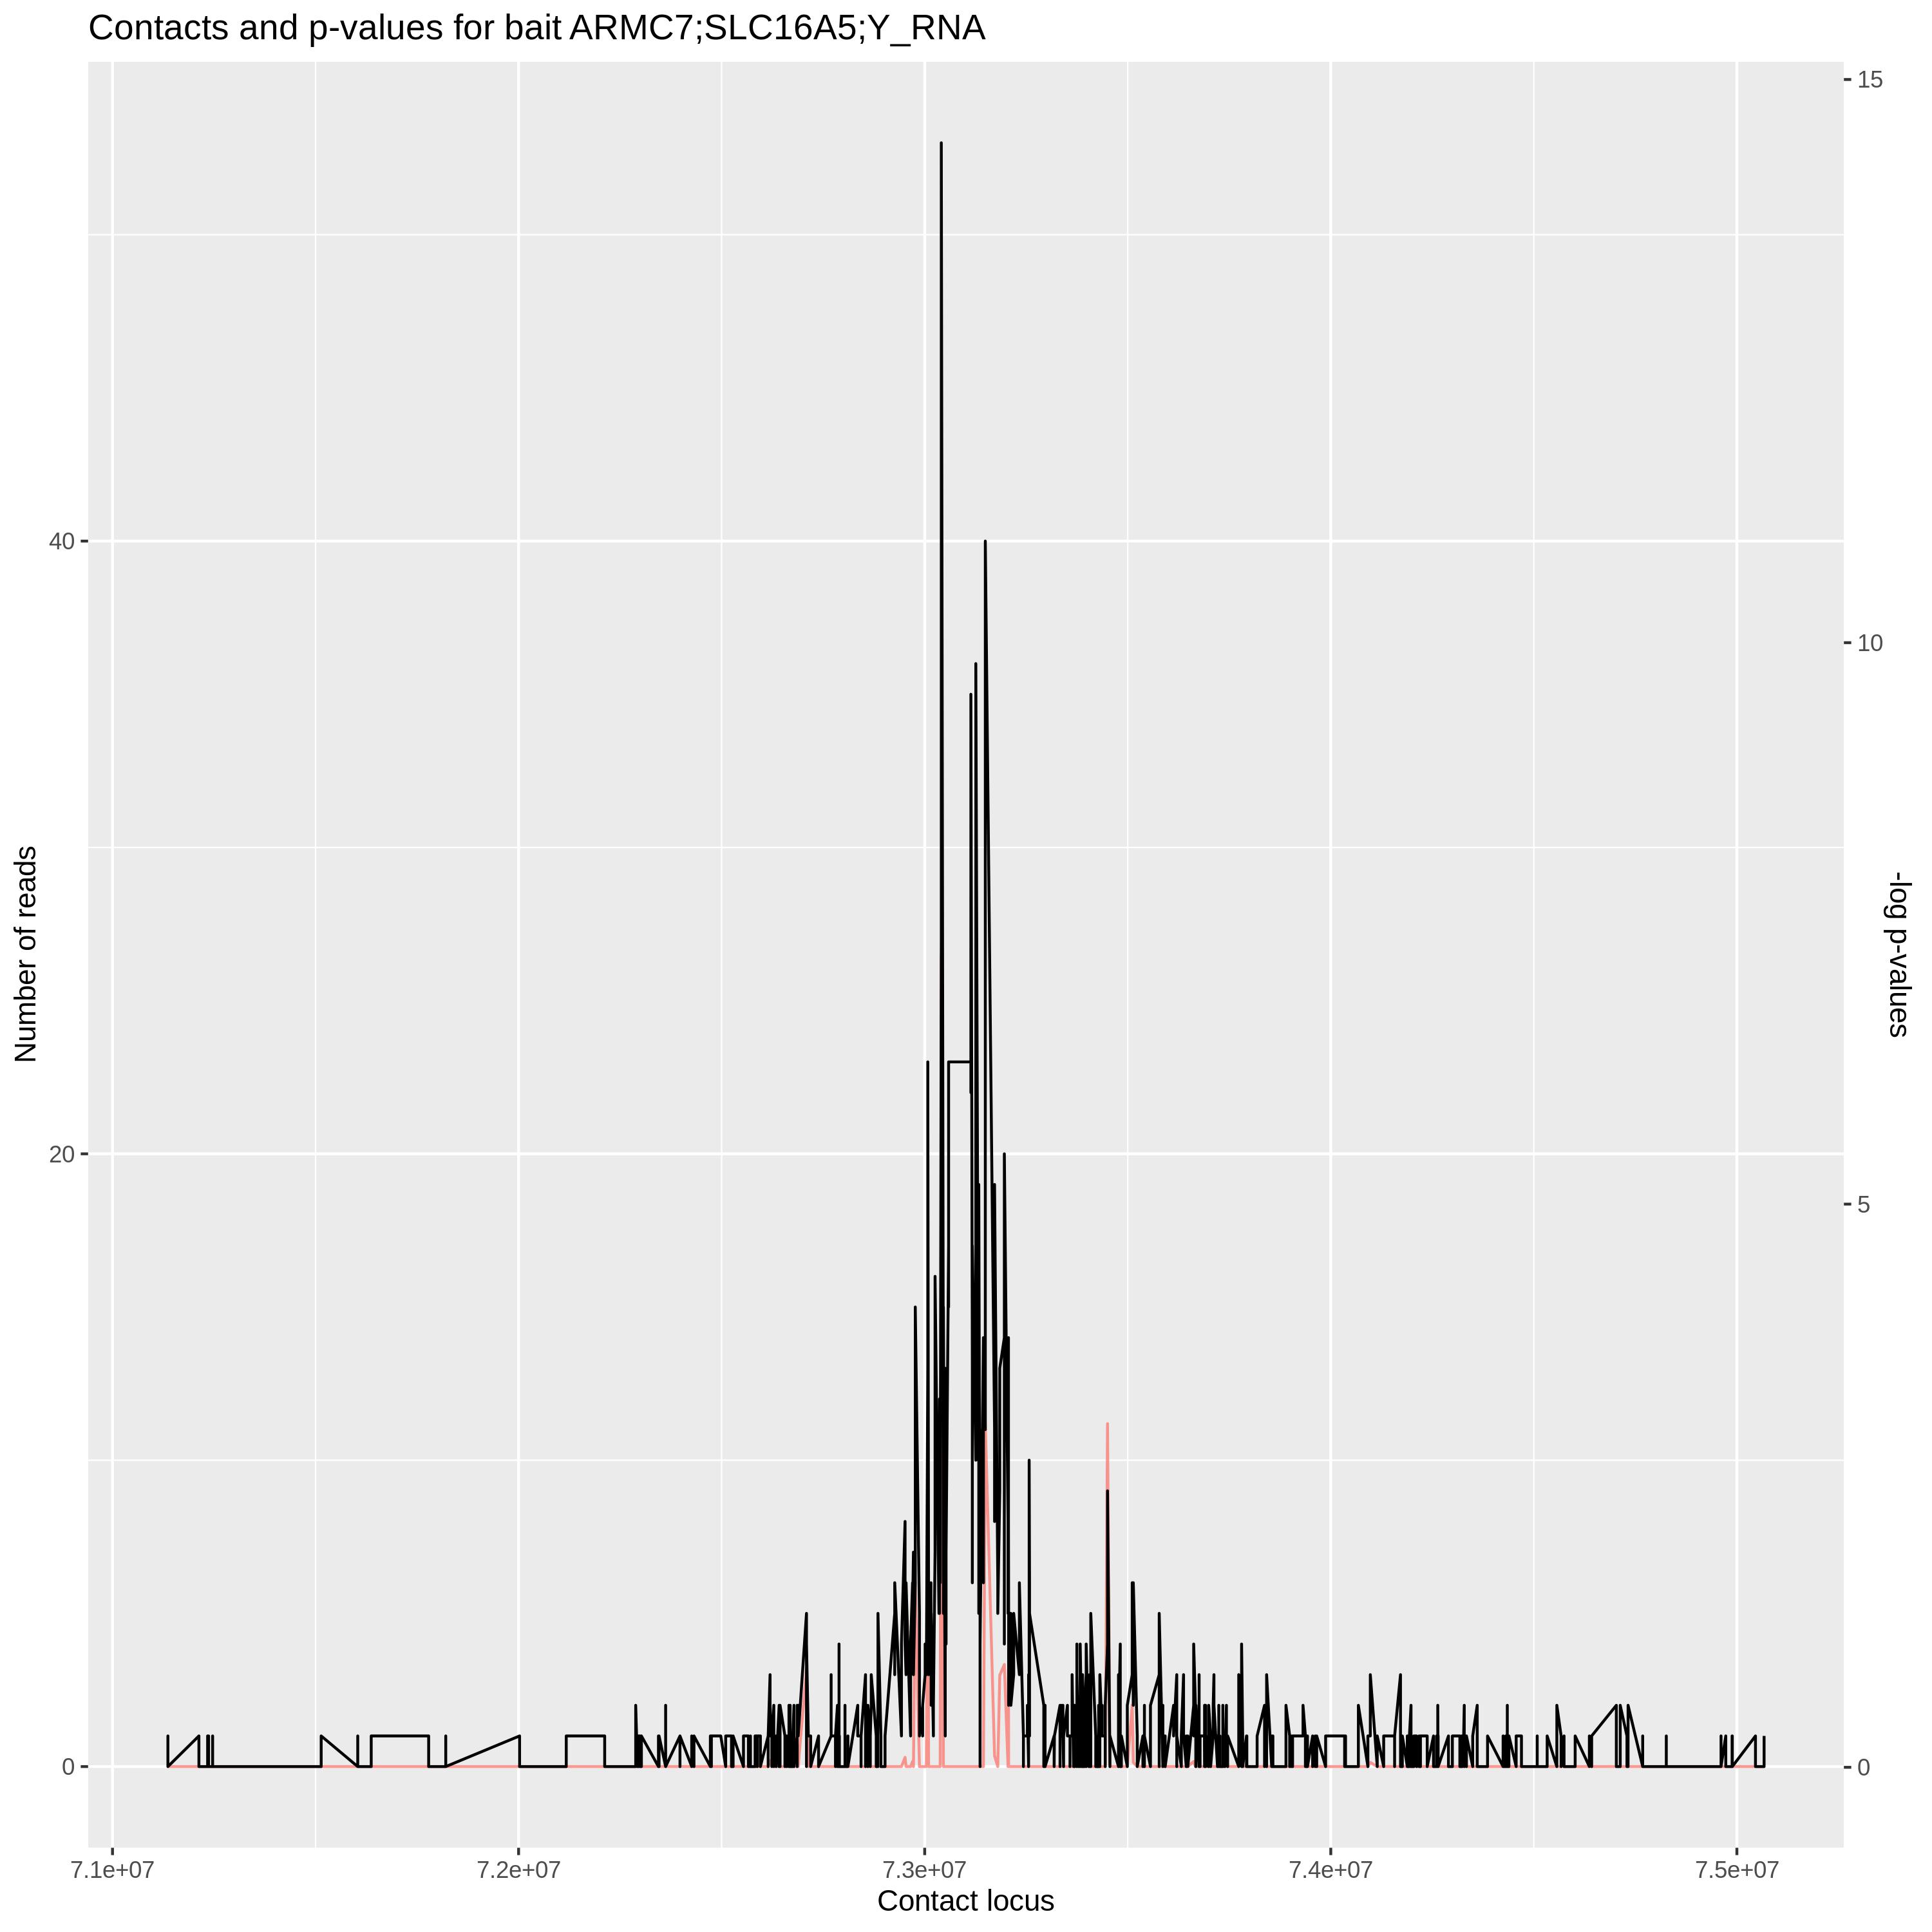 Contacts and p-values for bait ARMC7;SLC16A5;Y_RNA
15
40
10
Number of reads
-log p-values
20
5
0
0
7.1e+07
7.2e+07
7.3e+07
7.4e+07
7.5e+07
Contact locus